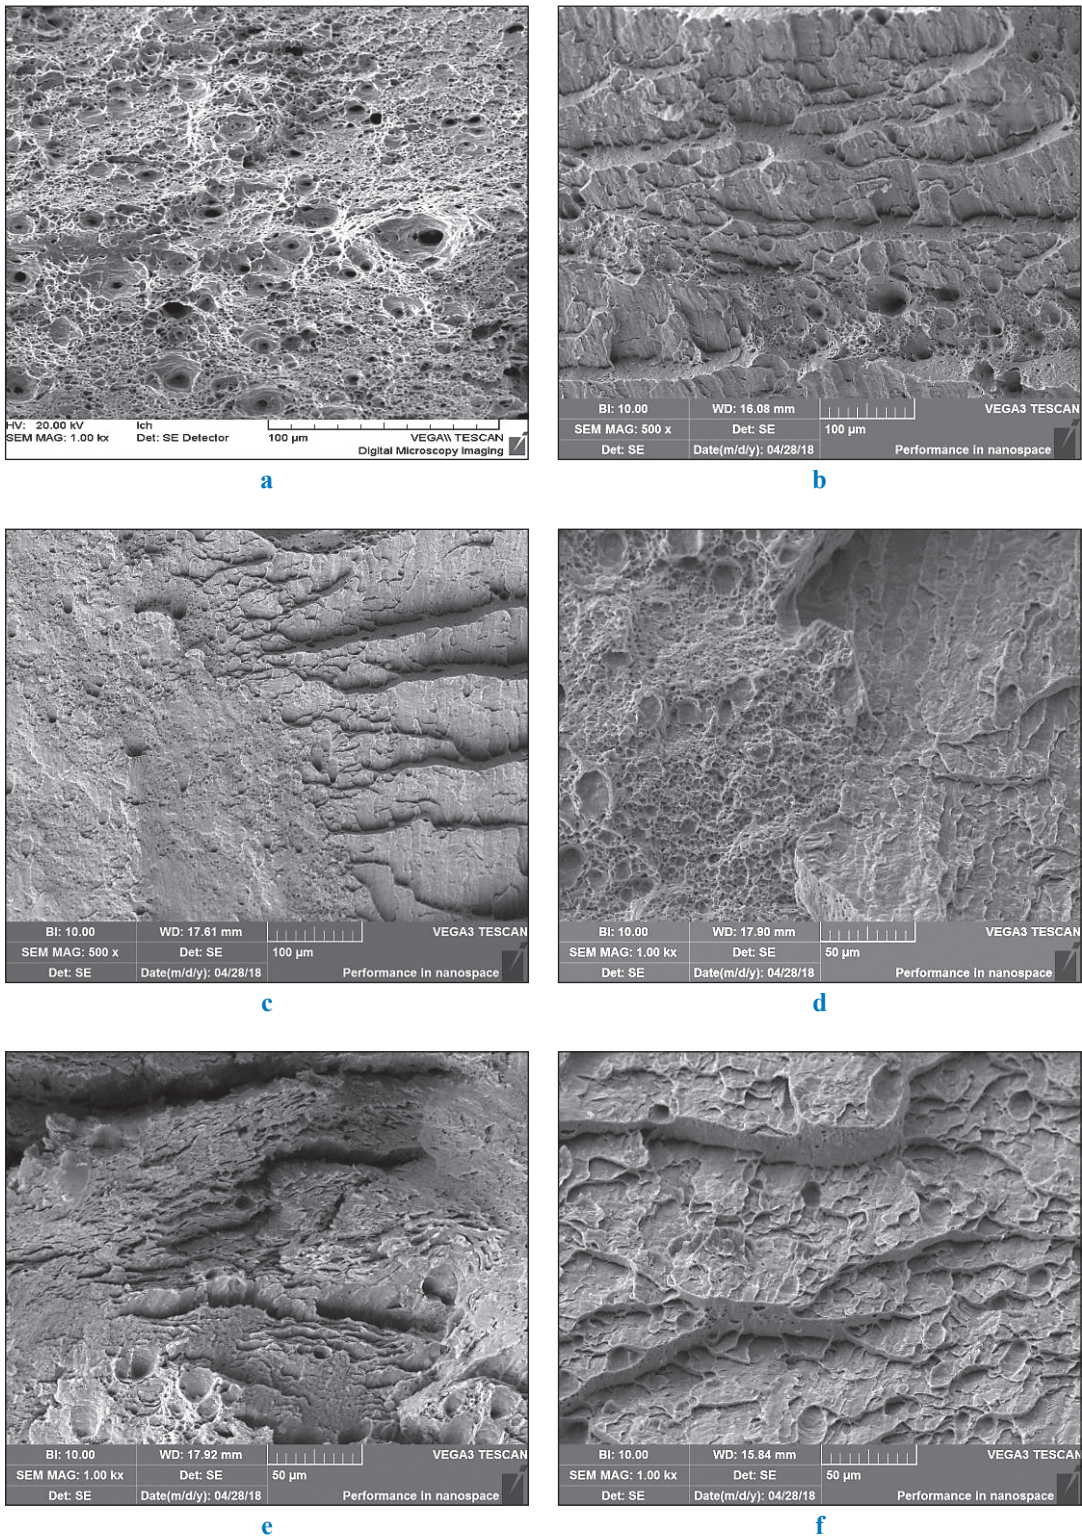 HV: 20.00 kV lch
SEM MAG: 1.00 kx Det: SE Detector 100 µm VEGA\\ TESCAN
Digital Microscopy Imaging
a
BI: 10.00 WD: 16.08 mm VEGA3 TESCAN
SEM MAG: 500 x Det: SE 100 µm
Det: SE Date(m/d/y): 04/28/18 Performance in nanospace
b
BI: 10.00 WD: 17.61 mm VEGA3 TESCAN
SEM MAG: 500 x Det: SE 100 µm
Det: SE Date(m/d/y): 04/28/18 Performance in nanospace
c
BI: 10.00 WD: 17.90 mm VEGA3 TESCAN
SEM MAG: 1.00 kx Det: SE 50 µm
Det: SE Date(m/d/y): 04/28/18 Performance in nanospace
d
BI: 10.00 WD: 17.92 mm VEGA3 TESCAN
SEM MAG: 1.00 kx Det: SE 50 µm
Det: SE Date(m/d/y): 04/28/18 Performance in nanospace
e
BI: 10.00 WD: 15.84 mm VEGA3 TESCAN
SEM MAG: 1.00 kx Det: SE 50 µm
Det: SE Date(m/d/y): 04/28/18 Performance in nanospace
f